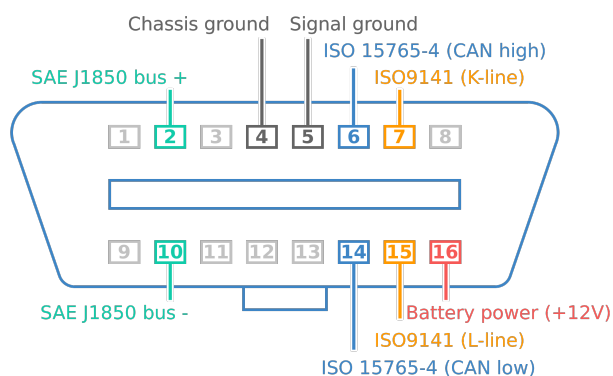 Chassis ground Signal ground
ISO 15765-4 (CAN high)
SAE J1850 bus + ISO9141 (K-line)
1 2 3 4 5 6 7 8
9 10 11 12 13 14 15 16
SAE J1850 bus - Battery power (+12V)
ISO9141 (L-line)
ISO 15765-4 (CAN low)